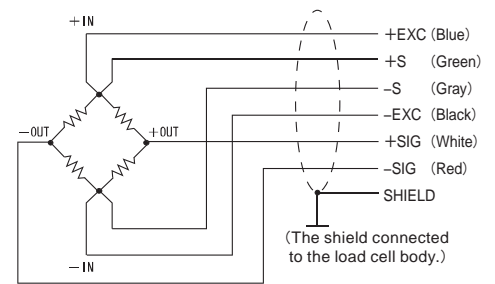 +IN
+EXC (Blue)
+S (Green)
−S (Gray)
−EXC (Black)
−OUT
+OUT
+SIG (White)
−SIG (Red)
SHIELD
(The shield connected
to the load cell body.)
−IN